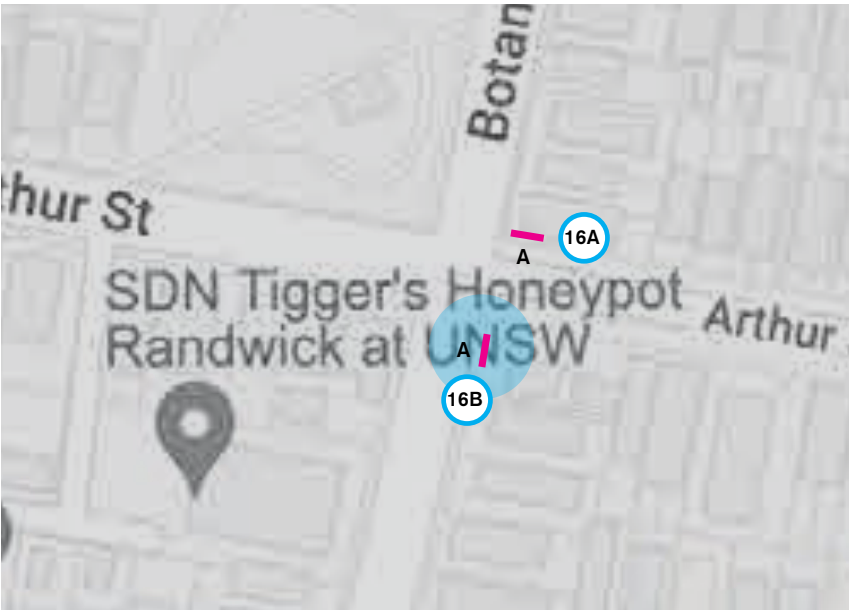 Botan
thur St
16A
A
SDN Tigger's Honeypot
Randwick at UNSW
Arthur
A
16B